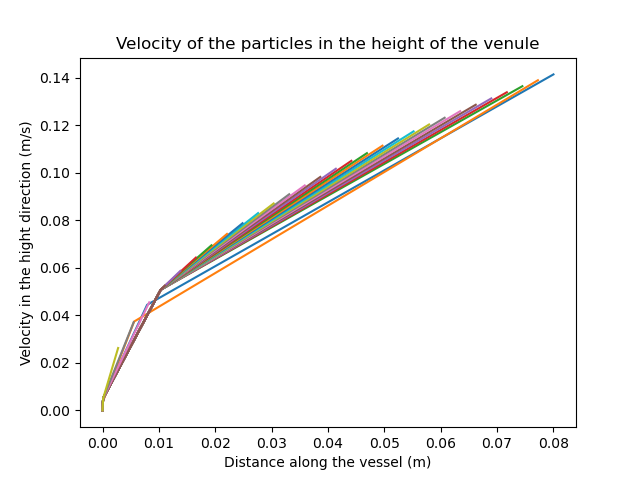 Velocity of the particles in the height of the venule
0.14
0.12
0.10
0.08
0.06
0.04
0.02
0.00
Velocity in the hight direction (m/s)
0.00 0.01 0.02 0.03 0.04 0.05 0.06 0.07 0.08
Distance along the vessel (m)